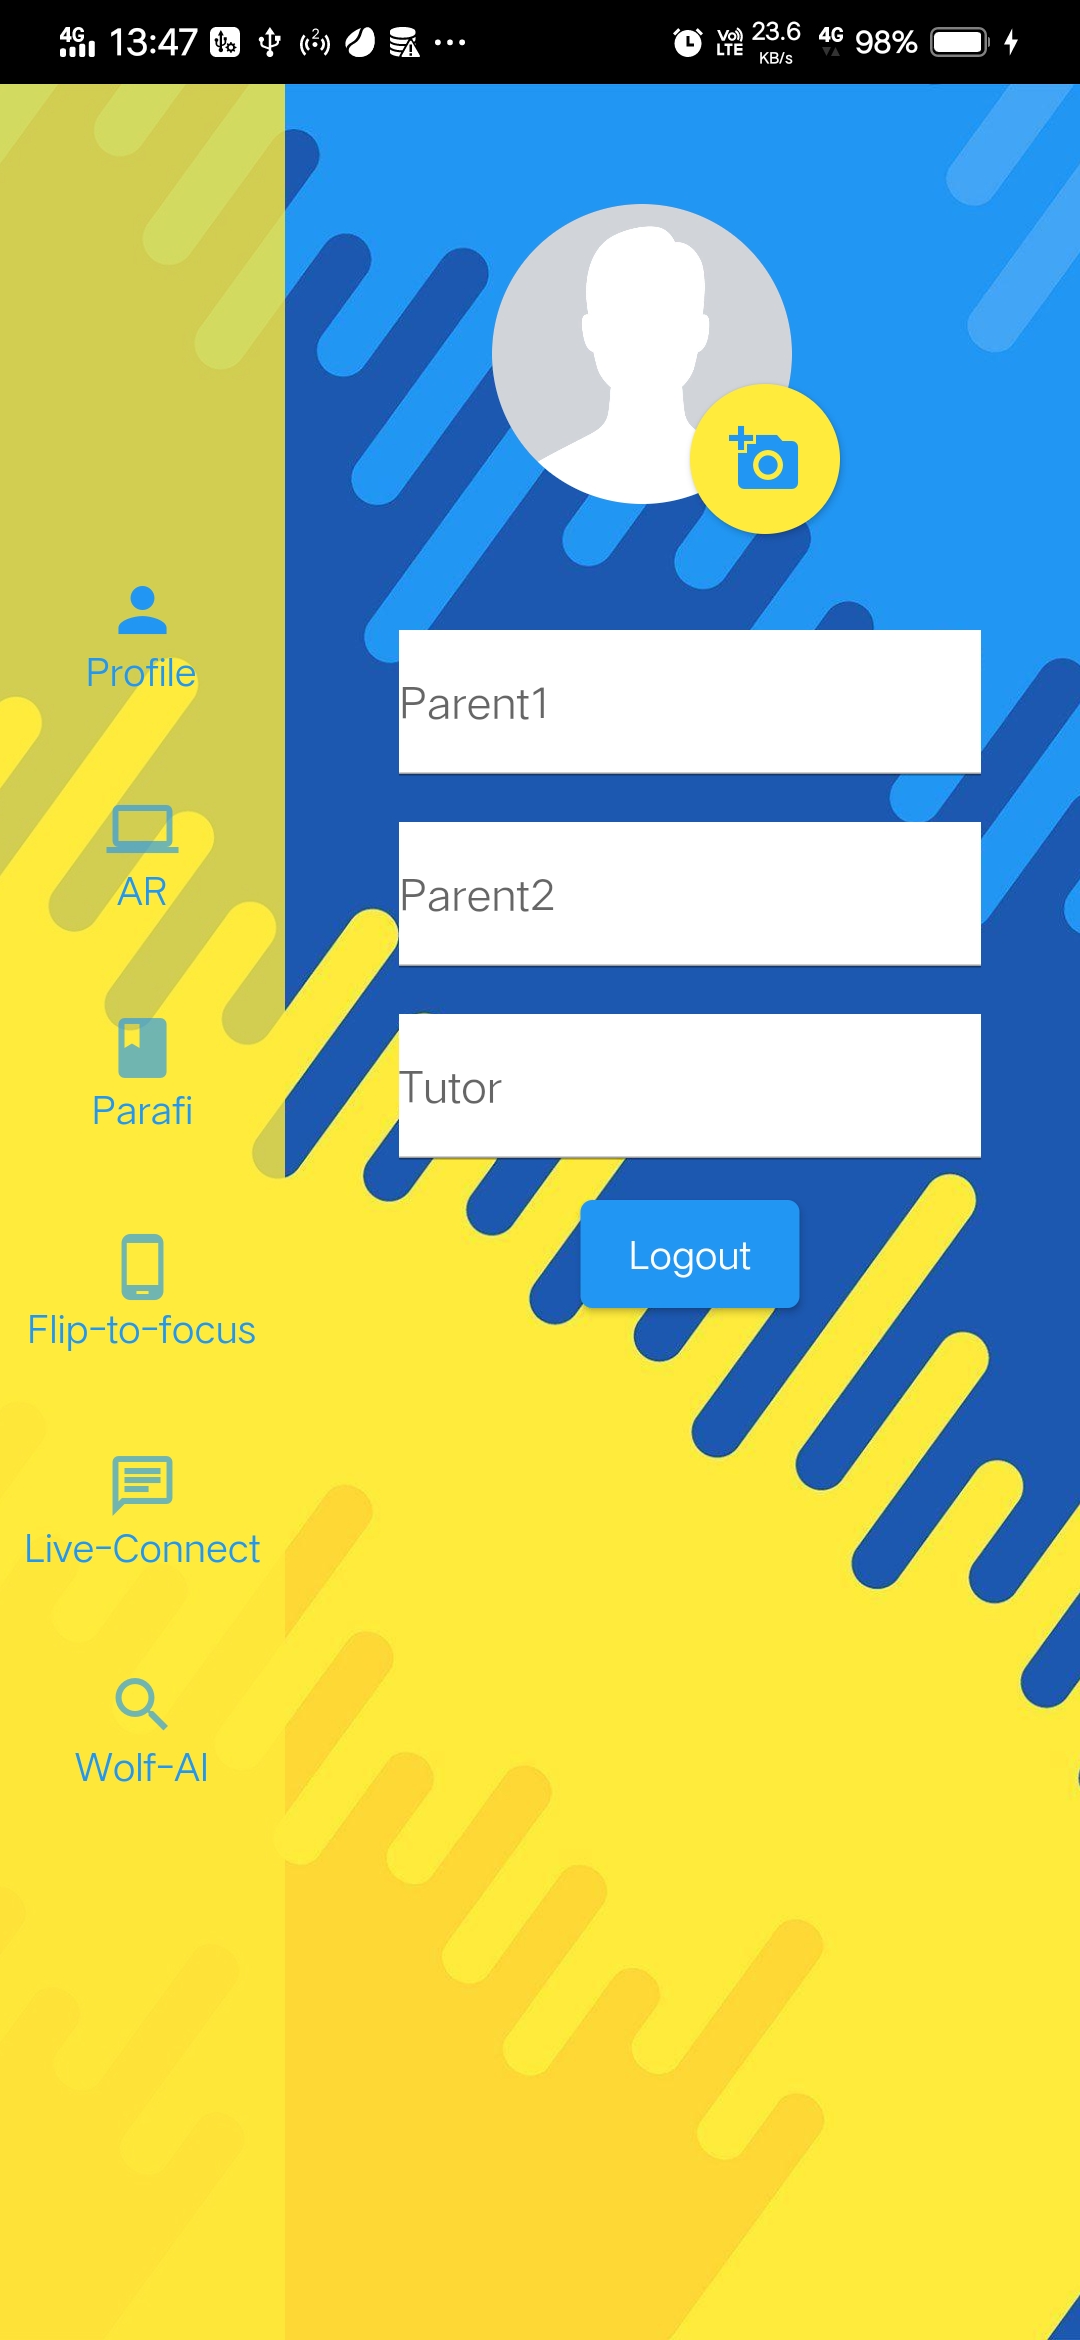 4G 13:47 2 Vo)) LTE 23.6 KB/s 4G 98%
Profile
AR
Parafi
Flip-to-focus
Live-Connect
Wolf-AI
Parent1
Parent2
Tutor
Logout